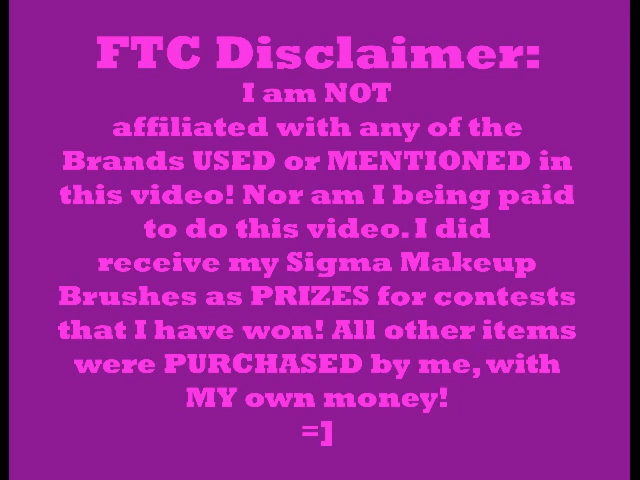 FTC Disclaimer:
I am NOT
affiliated with any of the
Brands USED or MENTIONED in
this video! Nor am I being paid
to do this video. I did
receive my Sigma Makeup
Brushes as PRIZES for contests
that I have won! All other items
were PURCHASED by me, with
MY own money!
=]